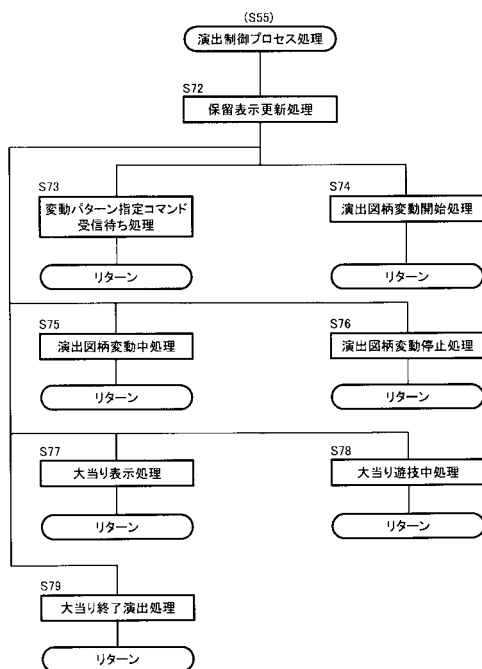 (S55)
演出制御プロセス処理
S72
保留表示更新処理
S73
変動パターン指定コマンド
受信待ち処理
リターン
S74
演出図柄変動開始処理
リターン
S75
演出図柄変動中処理
リターン
S76
演出図柄変動停止処理
リターン
S77
大当り表示処理
リターン
S78
大当り遊技中処理
リターン
S79
大当り終了演出処理
リターン